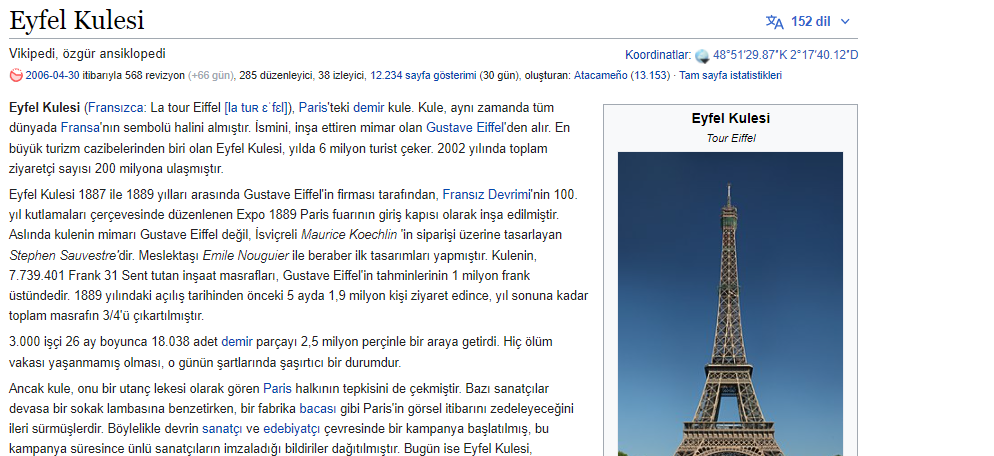 Eyfel Kulesi
152 dil
Vikipedi, özgür ansiklopedi
Koordinatlar: 48°51′29.87″K 2°17′40.12″D
2006-04-30 itibarıyla 568 revizyon (+66 gün), 285 düzenleyici, 38 izleyici, 12.234 sayfa gösterimi (30 gün), oluşturan: Atacameño (13.153) · Tam sayfa istatistikleri
Eyfel Kulesi (Fransızca: La tour Eiffel [la tuʀ ɛˈfɛl]), Paris'teki demir kule. Kule, aynı zamanda tüm
dünyada Fransa'nın sembolü halini almıştır. İsmini, inşa ettiren mimar olan Gustave Eiffel'den alır. En
büyük turizm cazibelerinden biri olan Eyfel Kulesi, yılda 6 milyon turist çeker. 2002 yılında toplam
ziyaretçi sayısı 200 milyona ulaşmıştır.
Eyfel Kulesi 1887 ile 1889 yılları arasında Gustave Eiffel'in firması tarafından, Fransız Devrimi'nin 100.
yıl kutlamaları çerçevesinde düzenlenen Expo 1889 Paris fuarının giriş kapısı olarak inşa edilmiştir.
Aslında kulenin mimarı Gustave Eiffel değil, İsviçreli Maurice Koechlin 'in siparişi üzerine tasarlayan
Stephen Sauvestre'dir. Meslektaşı Emile Nouguier ile beraber ilk tasarımları yapmıştır. Kulenin,
7.739.401 Frank 31 Sent tutan inşaat masrafları, Gustave Eiffel'in tahminlerinin 1 milyon frank
üstündedir. 1889 yılındaki açılış tarihinden önceki 5 ayda 1,9 milyon kişi ziyaret edince, yıl sonuna kadar
toplam masrafın 3/4'ü çıkartılmıştır.
3.000 işçi 26 ay boyunca 18.038 adet demir parçayı 2,5 milyon perçinle bir araya getirdi. Hiç ölüm
vakası yaşanmamış olması, o günün şartlarında şaşırtıcı bir durumdur.
Ancak kule, onu bir utanç lekesi olarak gören Paris halkının tepkisini de çekmiştir. Bazı sanatçılar
devasa bir sokak lambasına benzetirken, bir fabrika bacası gibi Paris'in görsel itibarını zedeleyeceğini
ileri sürmüşlerdir. Böylelikle devrin sanatçı ve edebiyatçı çevresinde bir kampanya başlatılmış, bu
kampanya süresince ünlü sanatçıların imzaladığı bildiriler dağıtılmıştır. Bugün ise Eyfel Kulesi,
Eyfel Kulesi
Tour Eiffel